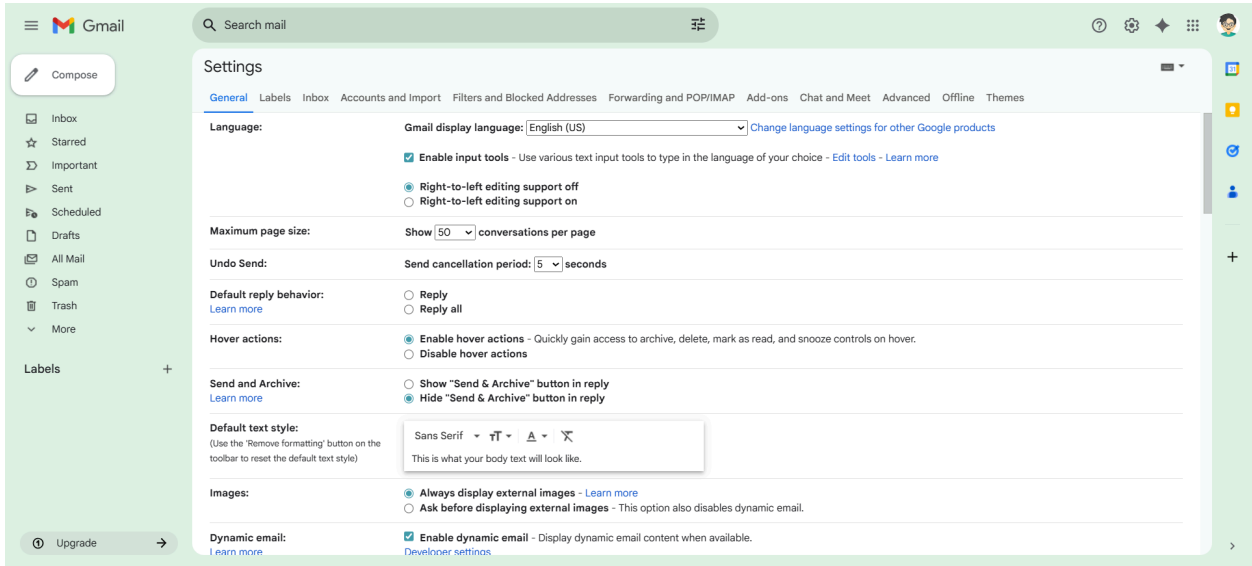 Gmail
Search mail
Compose
Inbox
Starred
Important
Sent
Scheduled
Drafts
All Mail
Spam
Trash
More
Labels
Upgrade
Settings
General Labels Inbox Accounts and Import Filters and Blocked Addresses Forwarding and POP/IMAP Add-ons Chat and Meet Advanced Offline Themes
Language: Gmail display language: English (US) Change language settings for other Google products
Enable input tools - Use various text input tools to type in the language of your choice - Edit tools - Learn more
Right-to-left editing support off
Right-to-left editing support on
Maximum page size: Show 50 conversations per page
Undo Send: Send cancellation period: 5 seconds
Default reply behavior: Reply
Learn more Reply all
Hover actions: Enable hover actions - Quickly gain access to archive, delete, mark as read, and snooze controls on hover.
Disable hover actions
Send and Archive: Show "Send & Archive" button in reply
Learn more Hide "Send & Archive" button in reply
Default text style:
(Use the 'Remove formatting' button on the
toolbar to reset the default text style)
Sans Serif
This is what your body text will look like.
Images: Always display external images - Learn more
Ask before displaying external images - This option also disables dynamic email.
Dynamic email: Enable dynamic email - Display dynamic email content when available.
Learn more Developer settings
31